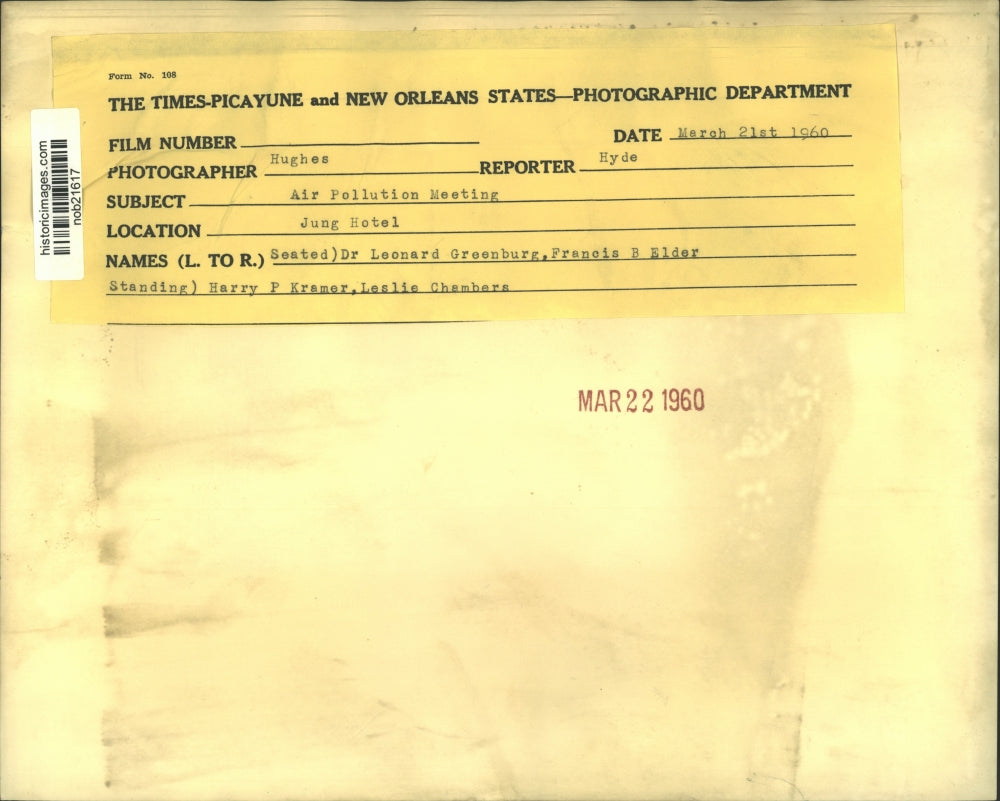 Form No. 108
THE TIMES-PICAYUNE and NEW ORLEANS STATES—PHOTOGRAPHIC DEPARTMENT
FILM NUMBER
DATE March 21st 1960
PHOTOGRAPHER Hughes REPORTER Hyde
SUBJECT Air Pollution Meeting
LOCATION Jung Hotel
NAMES (L. TO R.) Seated)Dr Leonard Greenburg,Francis B Elder
Standing) Harry P Kramer,Leslie Chambers
MAR 22 1960
historicimages.com
nob21617